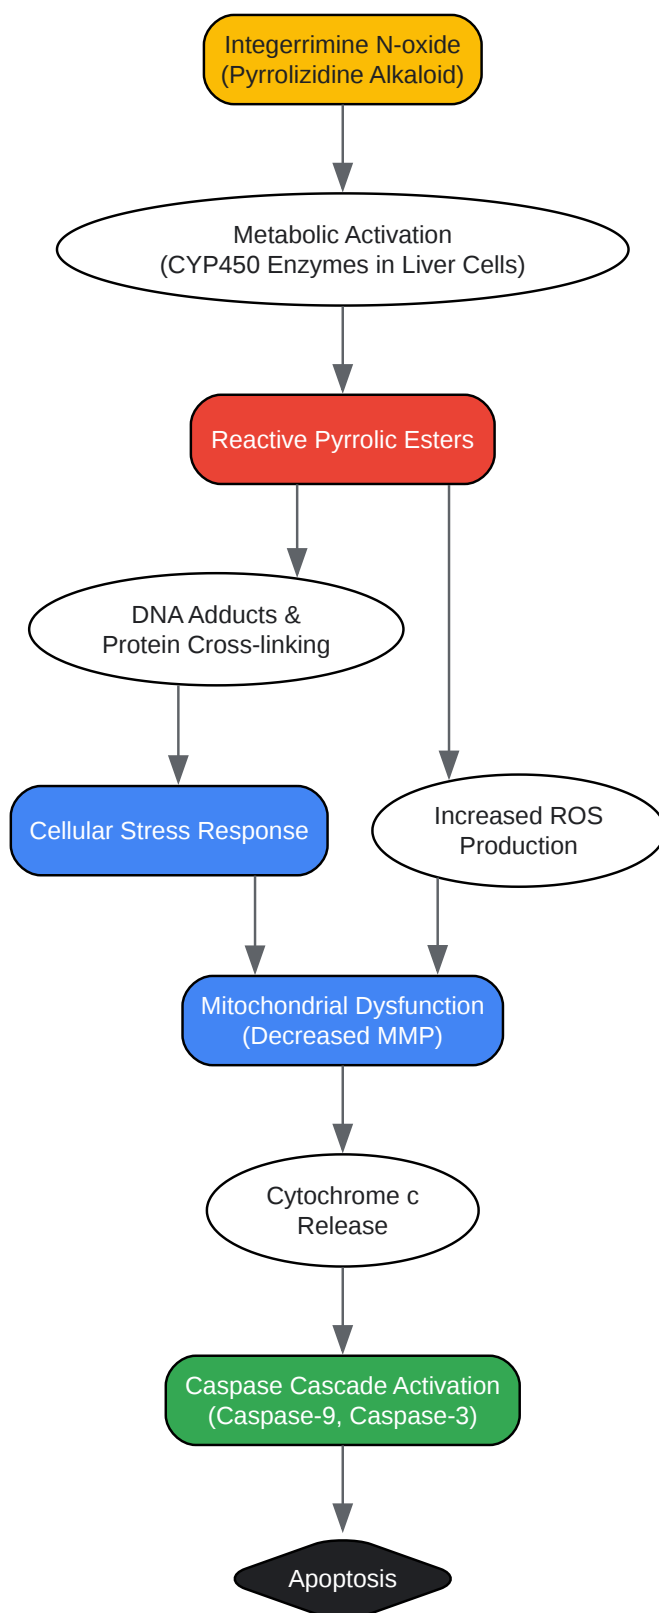 Integerrimine N-oxide
(Pyrrolizidine Alkaloid)
Metabolic Activation
(CYP450 Enzymes in Liver Cells)
Reactive Pyrrolic Esters
DNA Adducts &
Protein Cross-linking
Cellular Stress Response
Increased ROS
Production
Mitochondrial Dysfunction
(Decreased MMP)
Cytochrome c
Release
Caspase Cascade Activation
(Caspase-9, Caspase-3)
Apoptosis